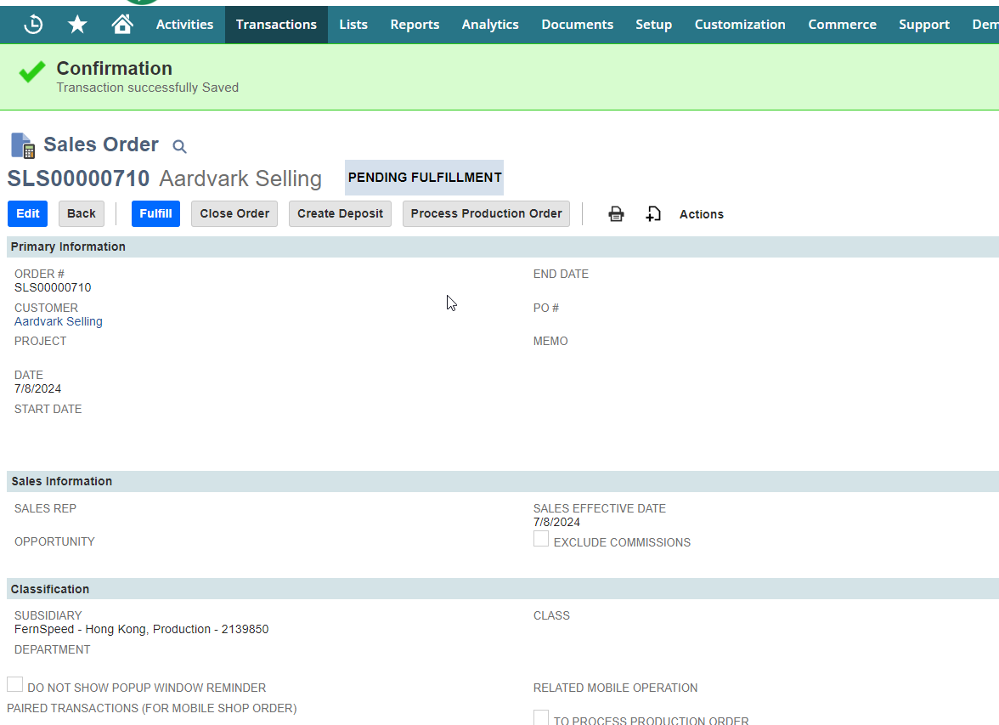 Activities Transactions Lists Reports Analytics Documents Setup Customization Commerce Support Dem
Confirmation
Transaction successfully Saved
Sales Order
SLS00000710 Aardvark Selling PENDING FULFILLMENT
Edit Back Fulfill Close Order Create Deposit Process Production Order Actions
Primary Information
ORDER #
SLS00000710
CUSTOMER
Aardvark Selling
PROJECT
DATE
7/8/2024
START DATE
END DATE
PO #
MEMO
Sales Information
SALES REP
OPPORTUNITY
SALES EFFECTIVE DATE
7/8/2024
EXCLUDE COMMISSIONS
Classification
SUBSIDIARY
FernSpeed - Hong Kong, Production - 2139850
DEPARTMENT
CLASS
DO NOT SHOW POPUP WINDOW REMINDER
PAIRED TRANSACTIONS (FOR MOBILE SHOP ORDER)
RELATED MOBILE OPERATION
TO PROCESS PRODUCTION ORDER